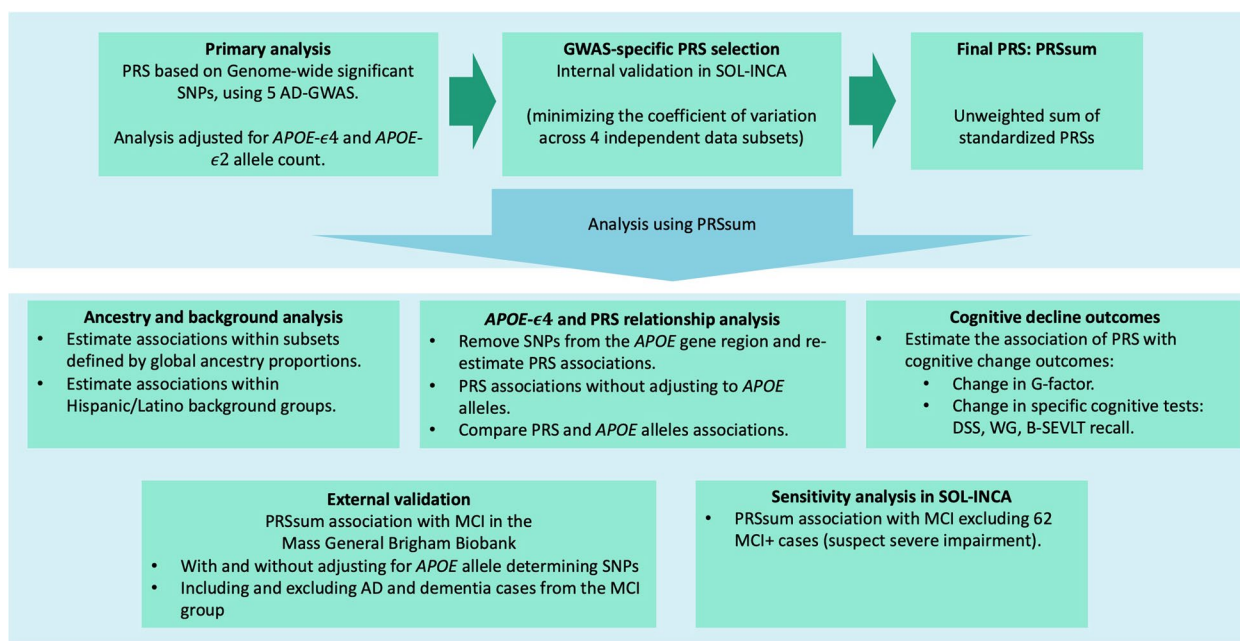 Primary analysis
PRS based on Genome-wide significant
SNPs, using 5 AD-GWAS.
Analysis adjusted for APOE-ϵ4 and APOE-
ϵ2 allele count.
GWAS-specific PRS selection
Internal validation in SOL-INCA
(minimizing the coefficient of variation
across 4 independent data subsets)
Final PRS: PRSsum
Unweighted sum of
standardized PRSs
Analysis using PRSsum
Ancestry and background analysis
• Estimate associations within subsets
defined by global ancestry proportions.
• Estimate associations within
Hispanic/Latino background groups.
APOE-ϵ4 and PRS relationship analysis
• Remove SNPs from the APOE gene region and re-
estimate PRS associations.
• PRS associations without adjusting to APOE
alleles.
• Compare PRS and APOE alleles associations.
Cognitive decline outcomes
• Estimate the association of PRS with
cognitive change outcomes:
• Change in G-factor.
• Change in specific cognitive tests:
DSS, WG, B-SEVLT recall.
External validation
PRSsum association with MCI in the
Mass General Brigham Biobank
• With and without adjusting for APOE allele determining SNPs
• Including and excluding AD and dementia cases from the MCI
group
Sensitivity analysis in SOL-INCA
• PRSsum association with MCI excluding 62
MCI+ cases (suspect severe impairment).